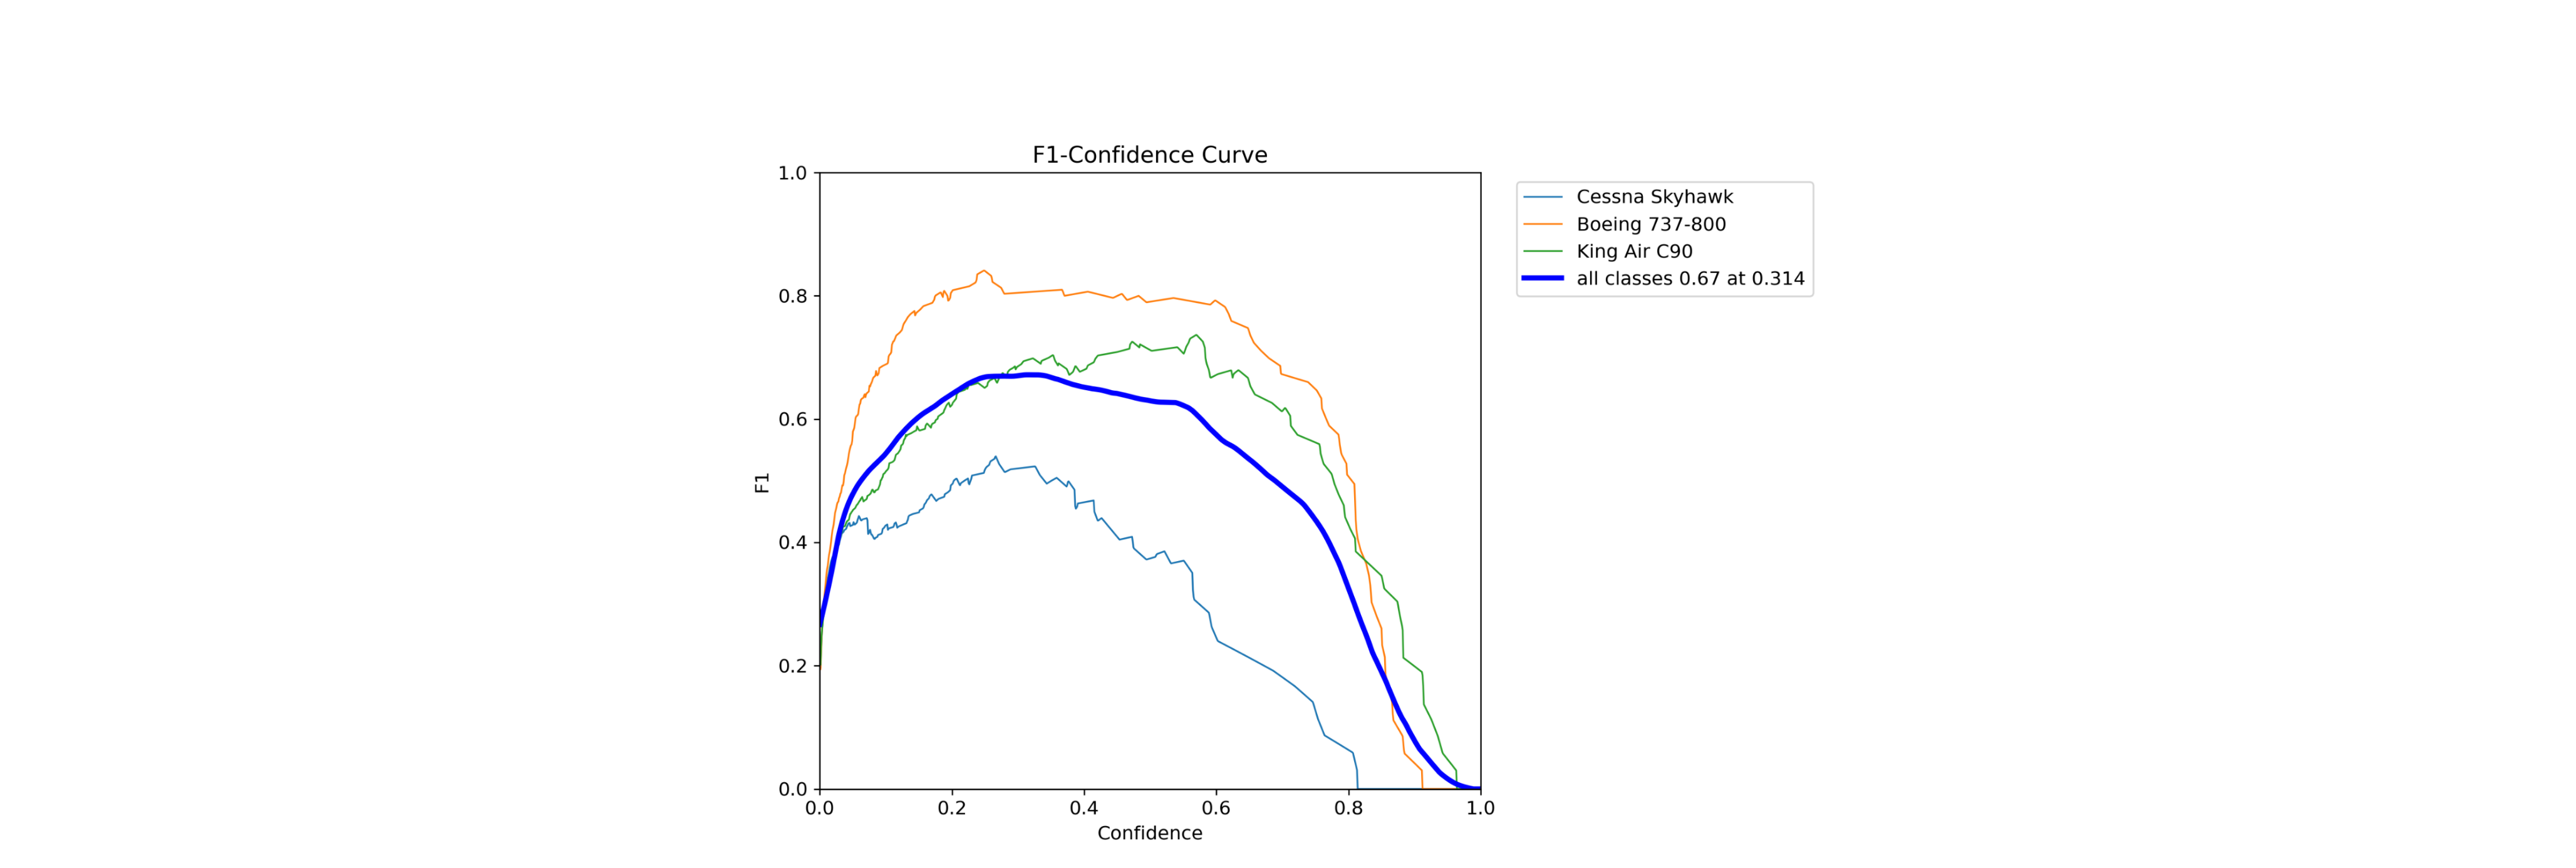 F1-Confidence Curve
1.0
0.8
0.6
0.4
0.2
0.0
F1
0.0 0.2 0.4 0.6 0.8 1.0
Confidence
Cessna Skyhawk
Boeing 737-800
King Air C90
all classes 0.67 at 0.314